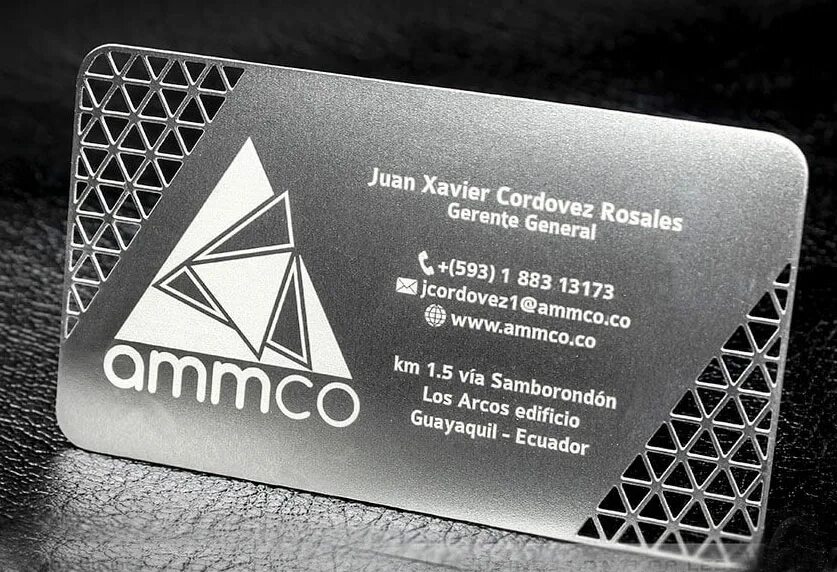 ammco
Juan Xavier Cordovez Rosales
Gerente General
+(593) 1 883 13173
jcordovez1@ammco.co
www.ammco.co
km 1.5 vía Samborondón
Los Arcos edificio
Guayaquil - Ecuador